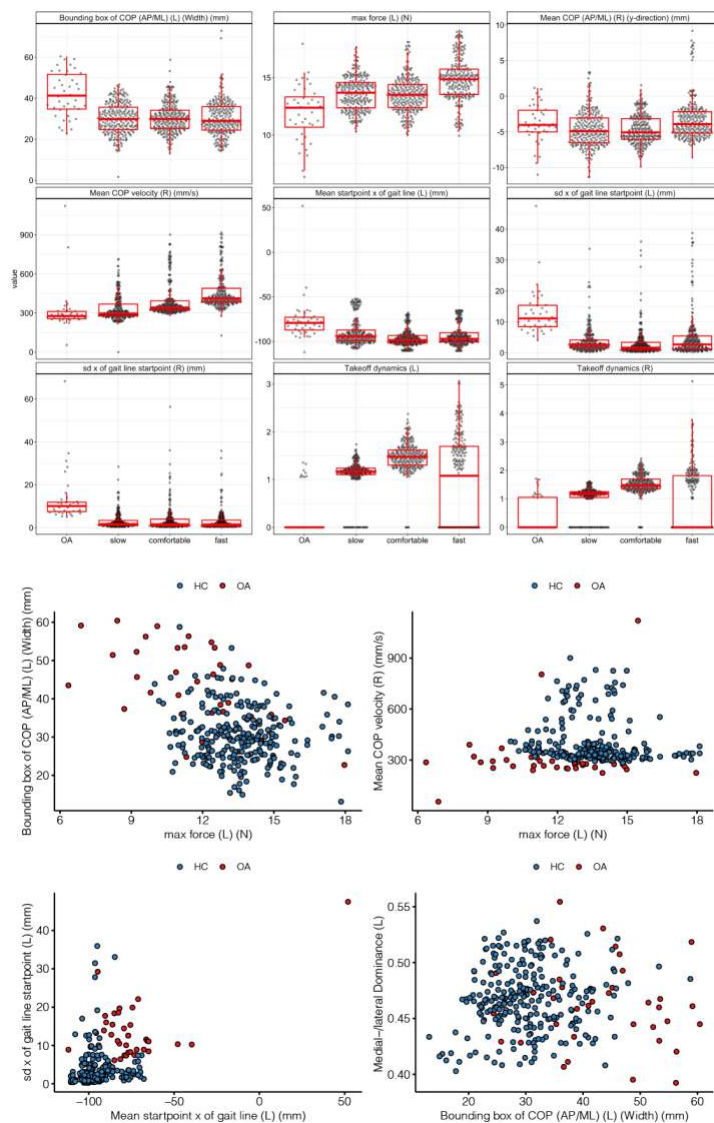 Bounding box of COP (AP/ML) (L) (Width) (mm)
max force (L) (N)
Mean COP (AP/ML) (R) (y-direction) (mm)
60
40
20
0
15
10
5
0
-5
-10
Mean COP velocity (R) (mm/s)
Mean startpoint x of gait line (L) (mm)
sd x of gait line startpoint (L) (mm)
value
900
600
300
0
50
0
-50
-100
40
30
20
10
0
sd x of gait line startpoint (R) (mm)
Takeoff dynamics (L)
Takeoff dynamics (R)
60
40
20
0
3
2
1
0
5
4
3
2
1
0
OA slow comfortable fast
OA slow comfortable fast
OA slow comfortable fast
HC OA
Bounding box of COP (AP/ML) (L) (Width) (mm)
60
50
40
30
20
6 9 12 15 18
max force (L) (N)
HC OA
Mean COP velocity (R) (mm/s)
900
600
300
6 9 12 15 18
max force (L) (N)
HC OA
sd x of gait line startpoint (L) (mm)
40
30
20
10
0
−100 −50 0 50
Mean startpoint x of gait line (L) (mm)
HC OA
Medial−/lateral Dominance (L)
0.55
0.50
0.45
0.40
20 30 40 50 60
Bounding box of COP (AP/ML) (L) (Width) (mm)